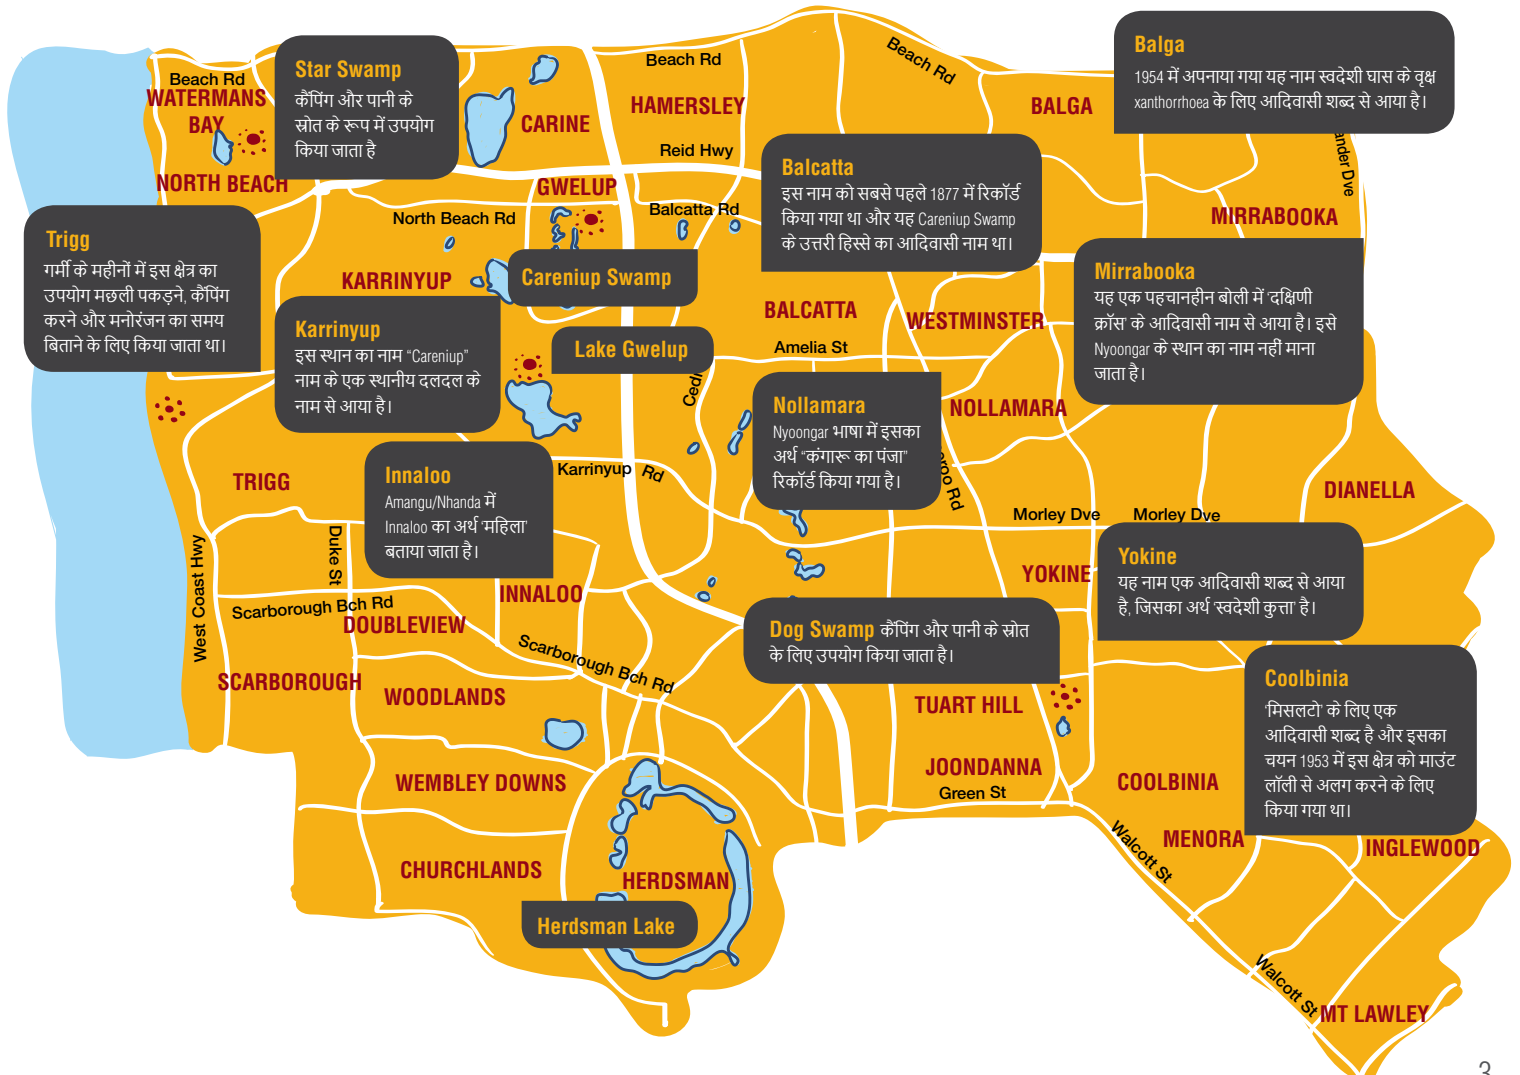 Beach Rd
WATERMANS
BAY
NORTH BEACH
Star Swamp
कैंपिंग और पानी के
स्रोत के रूप में उपयोग
किया जाता है
CARINE
Beach Rd
HAMERSLEY
Reid Hwy
Beach Rd
BALGA
Balga
1954 में अपनाया गया यह नाम स्वदेशी घास के वृक्ष
xanthorrhoea के लिए आदिवासी शब्द से आया है।
ander Dve
GWELUP
North Beach Rd
Balcatta Rd
Balcatta
इस नाम को सबसे पहले 1877 में रिकॉर्ड
किया गया था और यह Careniup Swamp
के उत्तरी हिस्से का आदिवासी नाम था।
MIRRABOOKA
Trigg
गर्मी के महीनों में इस क्षेत्र का
उपयोग मछली पकड़ने, कैंपिंग
करने और मनोरंजन का समय
बिताने के लिए किया जाता था।
KARRINYUP
Careniup Swamp
Mirrabooka
यह एक पहचानहीन बोली में 'दक्षिणी
क्रॉस' के आदिवासी नाम से आया है। इसे
Nyoongar के स्थान का नाम नहीं माना
जाता है।
Karrinyup
इस स्थान का नाम “Careniup”
नाम के एक स्थानीय दलदल के
नाम से आया है।
BALCATTA
WESTMINSTER
Lake Gwelup
Amelia St
Cedr
Nollamara
Nyoongar भाषा में इसका
अर्थ “कंगारू का पंजा”
रिकॉर्ड किया गया है।
NOLLAMARA
oroo Rd
TRIGG
Innaloo
Amangu/Nhanda में
Innaloo का अर्थ 'महिला'
बताया जाता है।
Karrinyup Rd
DIANELLA
Morley Dve
Morley Dve
West Coast Hwy
Duke St
YOKINE
Yokine
यह नाम एक आदिवासी शब्द से आया
है, जिसका अर्थ 'स्वदेशी कुत्ता' है।
INNALOO
Scarborough Bch Rd
DOUBLEVIEW
Scarborough Bch Rd
Dog Swamp कैंपिंग और पानी के स्रोत
के लिए उपयोग किया जाता है।
SCARBOROUGH
WOODLANDS
TUART HILL
Coolbinia
'मिसलटो' के लिए एक
आदिवासी शब्द है और इसका
चयन 1953 में इस क्षेत्र को माउंट
लॉली से अलग करने के लिए
किया गया था।
WEMBLEY DOWNS
JOONDANNA
Green St
COOLBINIA
Walcott St
MENORA
INGLEWOOD
CHURCHLANDS
HERDSMAN
Herdsman Lake
Walcott St
MT LAWLEY
3